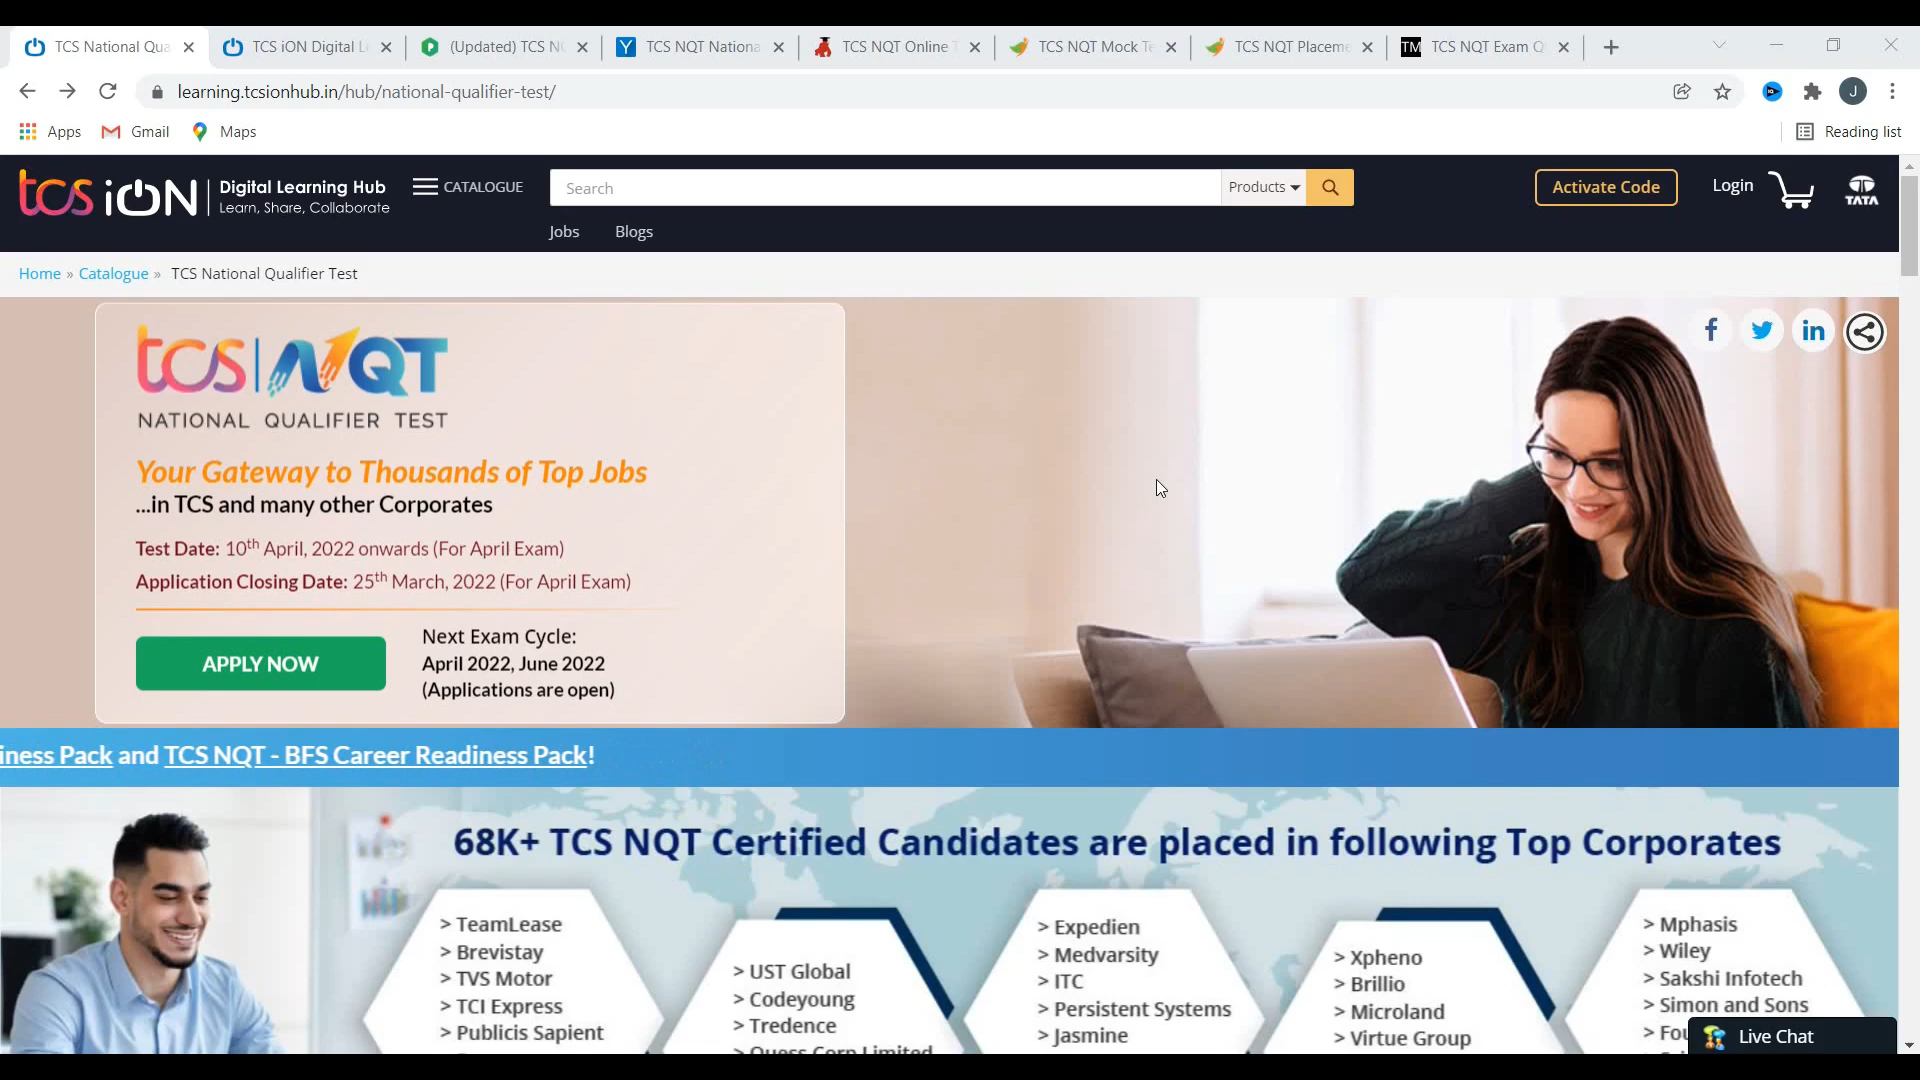 TCS National Qua
TCS iON Digital L
(Updated) TCS N
TCS NQT Nationa
TCS NQT Online T
TCS NQT Mock Te
TCS NQT Placeme
TM TCS NQT Exam Q
learning.tcsionhub.in/hub/national-qualifier-test/
J
Apps
Gmail
Maps
Reading list
tcs iON
Digital Learning Hub
Learn, Share, Collaborate
CATALOGUE
Search
Products
Activate Code
Login
TATA
Jobs
Blogs
Home » Catalogue » TCS National Qualifier Test
tcs | NQT
NATIONAL QUALIFIER TEST
Your Gateway to Thousands of Top Jobs
...in TCS and many other Corporates
Test Date: 10th April, 2022 onwards (For April Exam)
Application Closing Date: 25th March, 2022 (For April Exam)
APPLY NOW
Next Exam Cycle:
April 2022, June 2022
(Applications are open)
iness Pack and TCS NQT - BFS Career Readiness Pack!
68K+ TCS NQT Certified Candidates are placed in following Top Corporates
> TeamLease
> Brevistay
> TVS Motor
> TCI Express
> Publicis Sapient
> UST Global
> Codeyoung
> Tredence
> Quess Corp Limited
> Expedien
> Medvarsity
> ITC
> Persistent Systems
> Jasmine
> Xpheno
> Brillio
> Microland
> Virtue Group
> Mphasis
> Wiley
> Sakshi Infotech
> Simon and Sons
> Fou
Live Chat